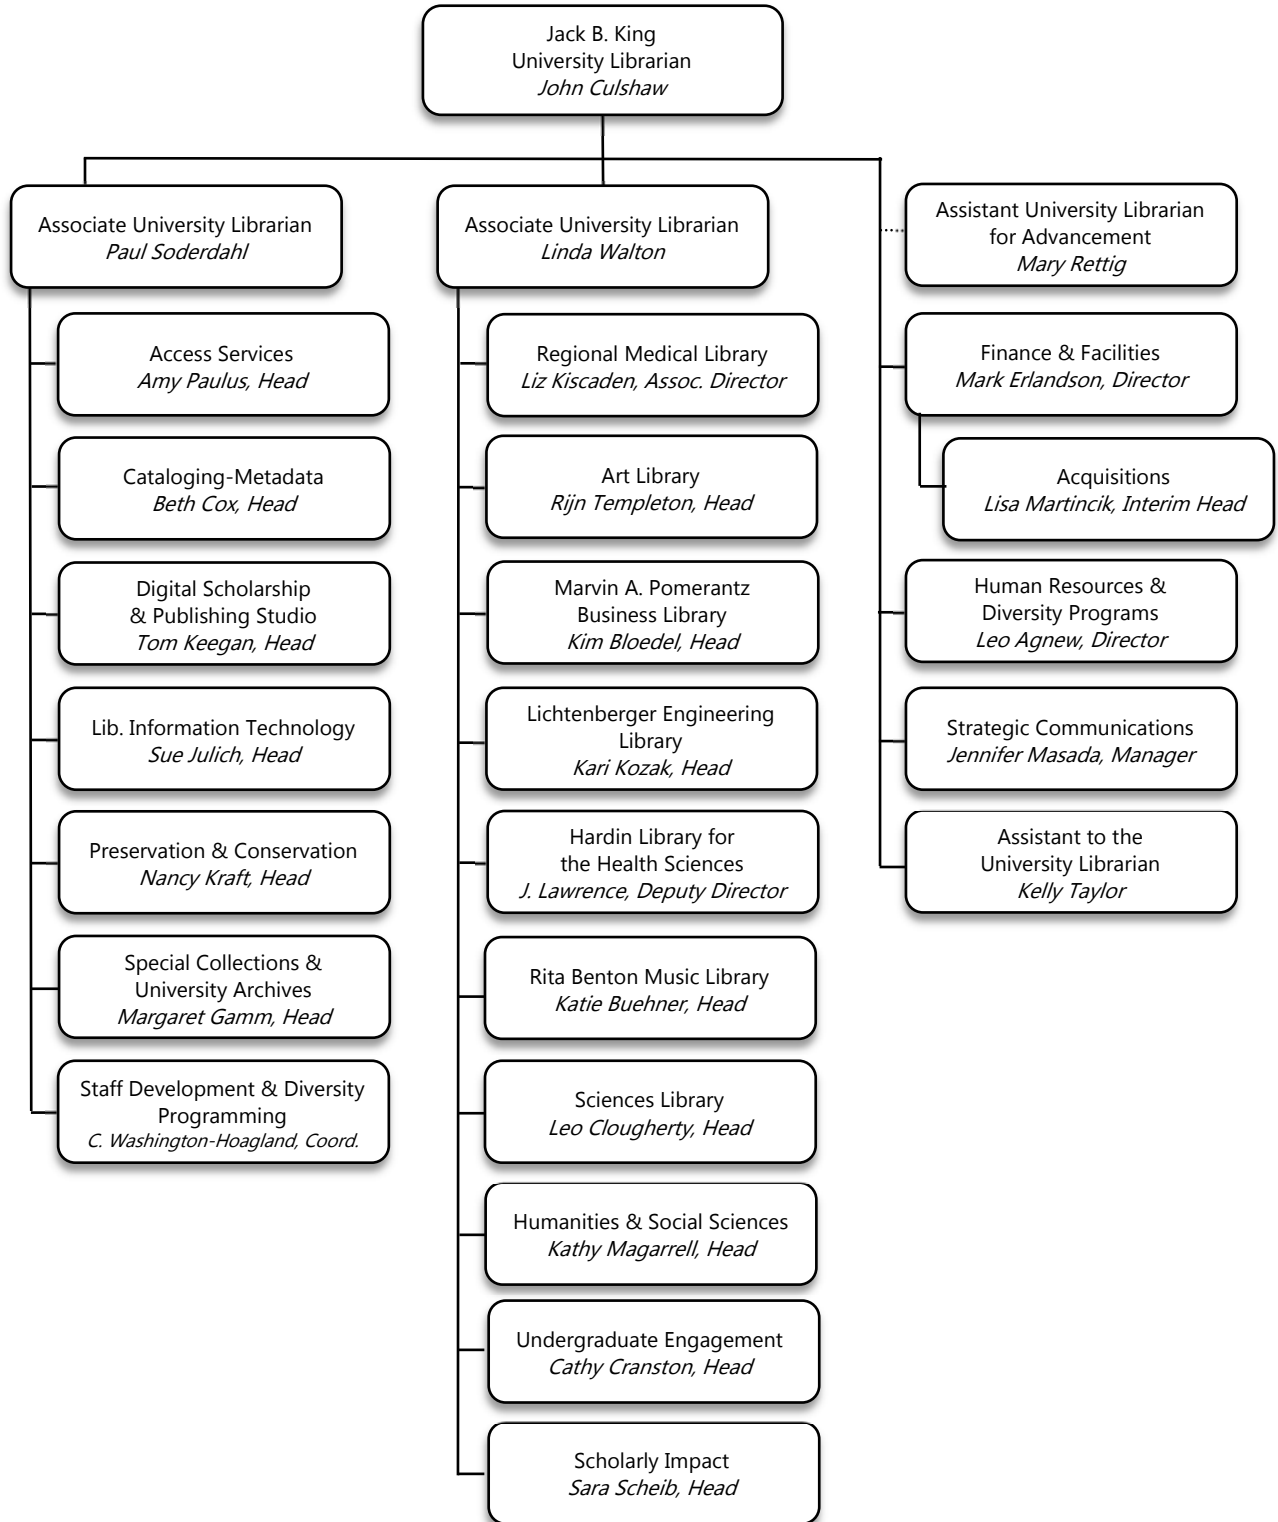 Jack B. King
University Librarian
John Culshaw
Associate University Librarian
Paul Soderdahl
Access Services
Amy Paulus, Head
Cataloging-Metadata
Beth Cox, Head
Digital Scholarship
& Publishing Studio
Tom Keegan, Head
Lib. Information Technology
Sue Julich, Head
Preservation & Conservation
Nancy Kraft, Head
Special Collections &
University Archives
Margaret Gamm, Head
Staff Development & Diversity
Programming
C. Washington-Hoagland, Coord.
Associate University Librarian
Linda Walton
Regional Medical Library
Liz Kiscaden, Assoc. Director
Art Library
Rijn Templeton, Head
Marvin A. Pomerantz
Business Library
Kim Bloedel, Head
Lichtenberger Engineering
Library
Kari Kozak, Head
Hardin Library for
the Health Sciences
J. Lawrence, Deputy Director
Rita Benton Music Library
Katie Buehner, Head
Sciences Library
Leo Clougherty, Head
Humanities & Social Sciences
Kathy Magarrell, Head
Undergraduate Engagement
Cathy Cranston, Head
Scholarly Impact
Sara Scheib, Head
Assistant University Librarian
for Advancement
Mary Rettig
Finance & Facilities
Mark Erlandson, Director
Acquisitions
Lisa Martincik, Interim Head
Human Resources &
Diversity Programs
Leo Agnew, Director
Strategic Communications
Jennifer Masada, Manager
Assistant to the
University Librarian
Kelly Taylor